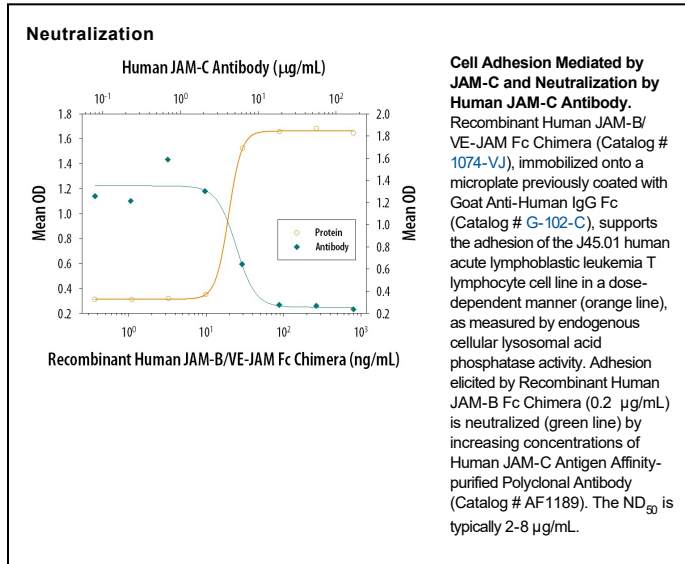 Neutralization
Human JAM-C Antibody (μg/mL)
10⁻¹ 10⁰ 10¹ 10²
1.8 2.0
1.6 1.8
1.4 1.6
1.2 1.4
1.0 1.2
0.8 1.0
0.6 0.8
0.4 0.6
0.2 0.4
0.2
Mean OD
Mean OD
Protein
Antibody
10⁰ 10¹ 10² 10³
Recombinant Human JAM-B/VE-JAM Fc Chimera (ng/mL)
Cell Adhesion Mediated by
JAM-C and Neutralization by
Human JAM-C Antibody.
Recombinant Human JAM-B/
VE-JAM Fc Chimera (Catalog #
1074-VJ), immobilized onto a
microplate previously coated with
Goat Anti-Human IgG Fc
(Catalog # G-102-C), supports
the adhesion of the J45.01 human
acute lymphoblastic leukemia T
lymphocyte cell line in a dose-
dependent manner (orange line),
as measured by endogenous
cellular lysosomal acid
phosphatase activity. Adhesion
elicited by Recombinant Human
JAM-B Fc Chimera (0.2 μg/mL)
is neutralized (green line) by
increasing concentrations of
Human JAM-C Antigen Affinity-
purified Polyclonal Antibody
(Catalog # AF1189). The ND₅₀ is
typically 2-8 μg/mL.